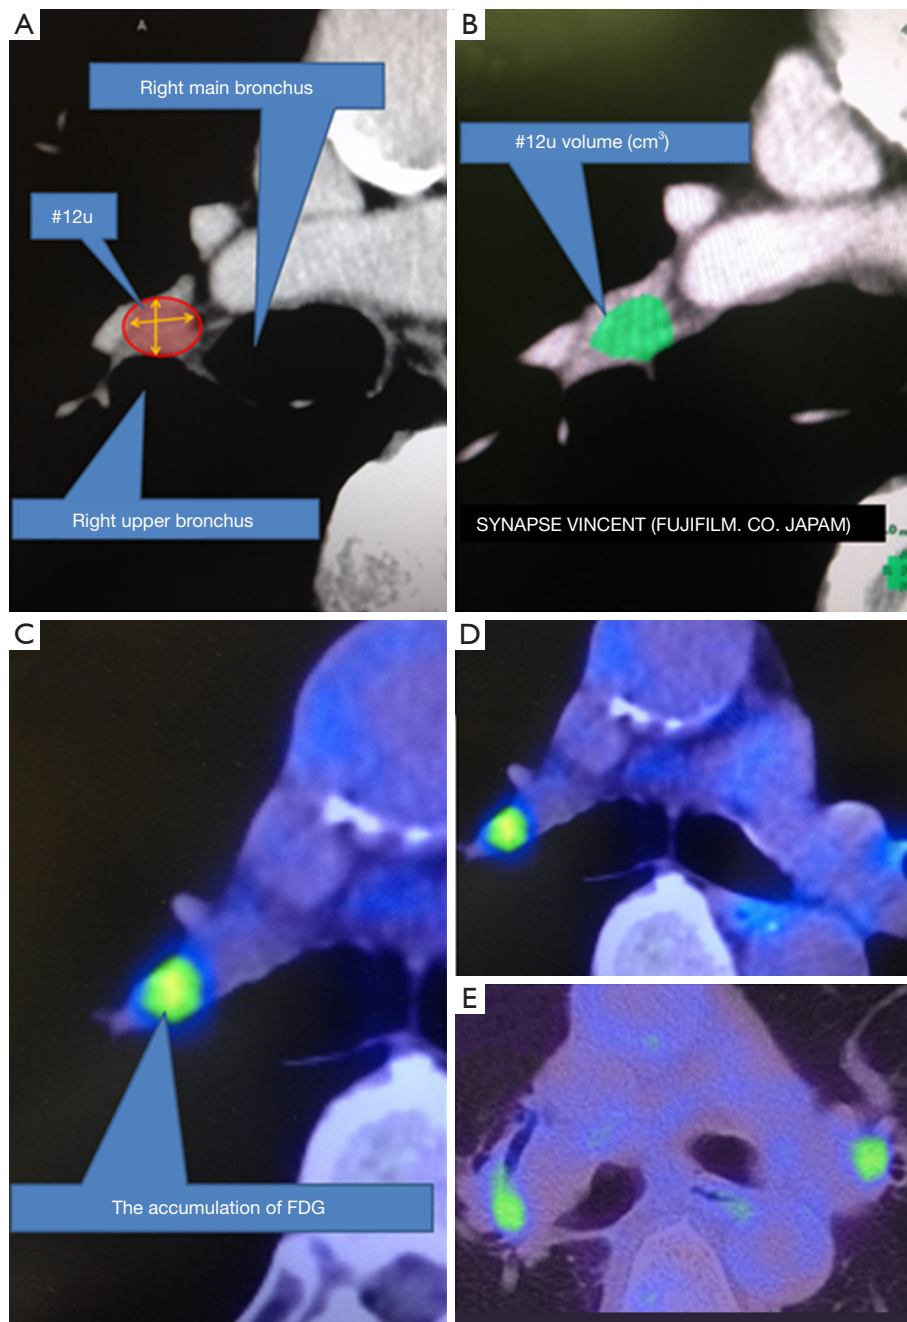 A
A
Right main bronchus
#12u
Right upper bronchus
B
#12u volume (cm³)
SYNAPSE VINCENT (FUJIFILM. CO. JAPAM)
C
The accumulation of FDG
D
E